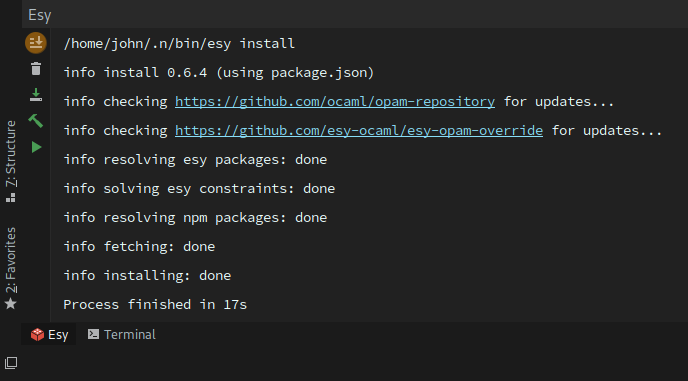 Esy
/home/john/.n/bin/esy install
info install 0.6.4 (using package.json)
info checking https://github.com/ocaml/opam-repository for updates...
info checking https://github.com/esy-ocaml/esy-opam-override for updates...
info resolving esy packages: done
info solving esy constraints: done
info resolving npm packages: done
info fetching: done
info installing: done
Process finished in 17s
7: Structure
2: Favorites
Esy
Terminal